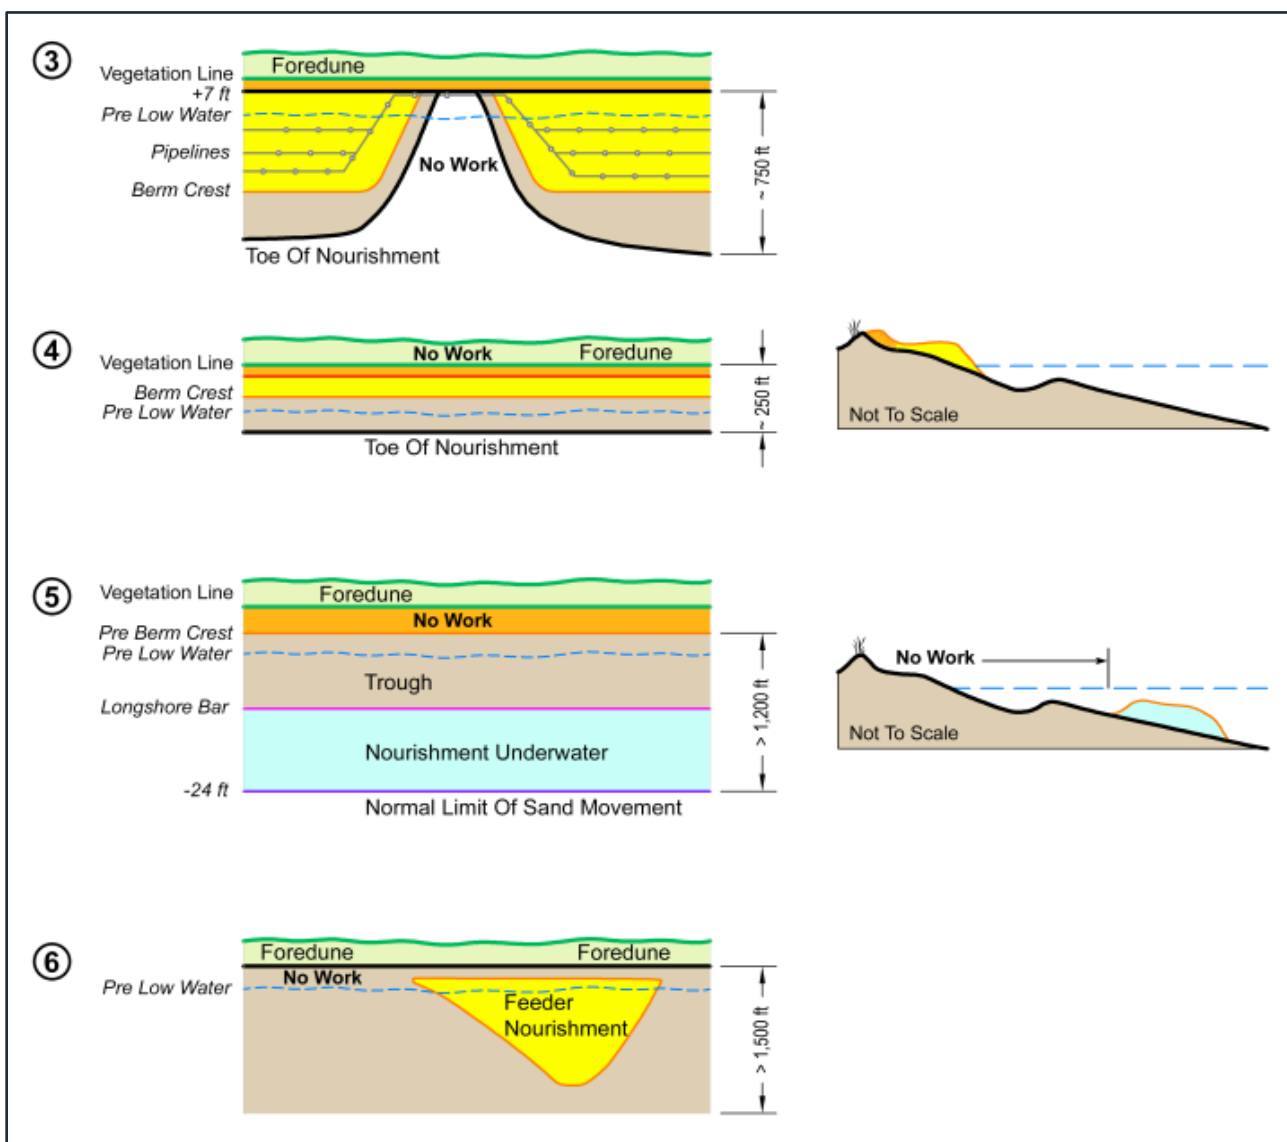 3
Foredune
Vegetation Line
+7 ft
Pre Low Water
Pipelines
No Work
Berm Crest
Toe Of Nourishment
~ 750 ft
4
No Work
Foredune
Vegetation Line
Berm Crest
Pre Low Water
Toe Of Nourishment
~ 250 ft
Not To Scale
5
Vegetation Line
Foredune
No Work
Pre Berm Crest
Pre Low Water
Trough
Longshore Bar
Nourishment Underwater
-24 ft
Normal Limit Of Sand Movement
> 1,200 ft
No Work
Not To Scale
6
Foredune
Foredune
No Work
Pre Low Water
Feeder
Nourishment
> 1,500 ft